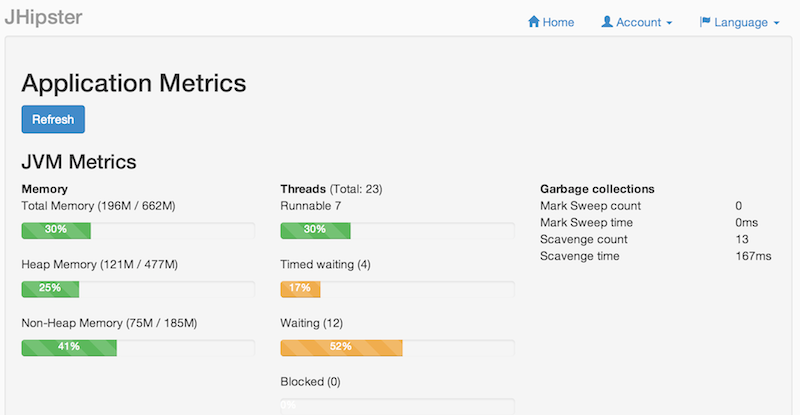 JHipster
Home Account Language
Application Metrics
Refresh
JVM Metrics
Memory
Total Memory (196M / 662M)
30%
Heap Memory (121M / 477M)
25%
Non-Heap Memory (75M / 185M)
41%
Threads (Total: 23)
Runnable 7
30%
Timed waiting (4)
17%
Waiting (12)
52%
Blocked (0)
0%
Garbage collections
Mark Sweep count 0
Mark Sweep time 0ms
Scavenge count 13
Scavenge time 167ms